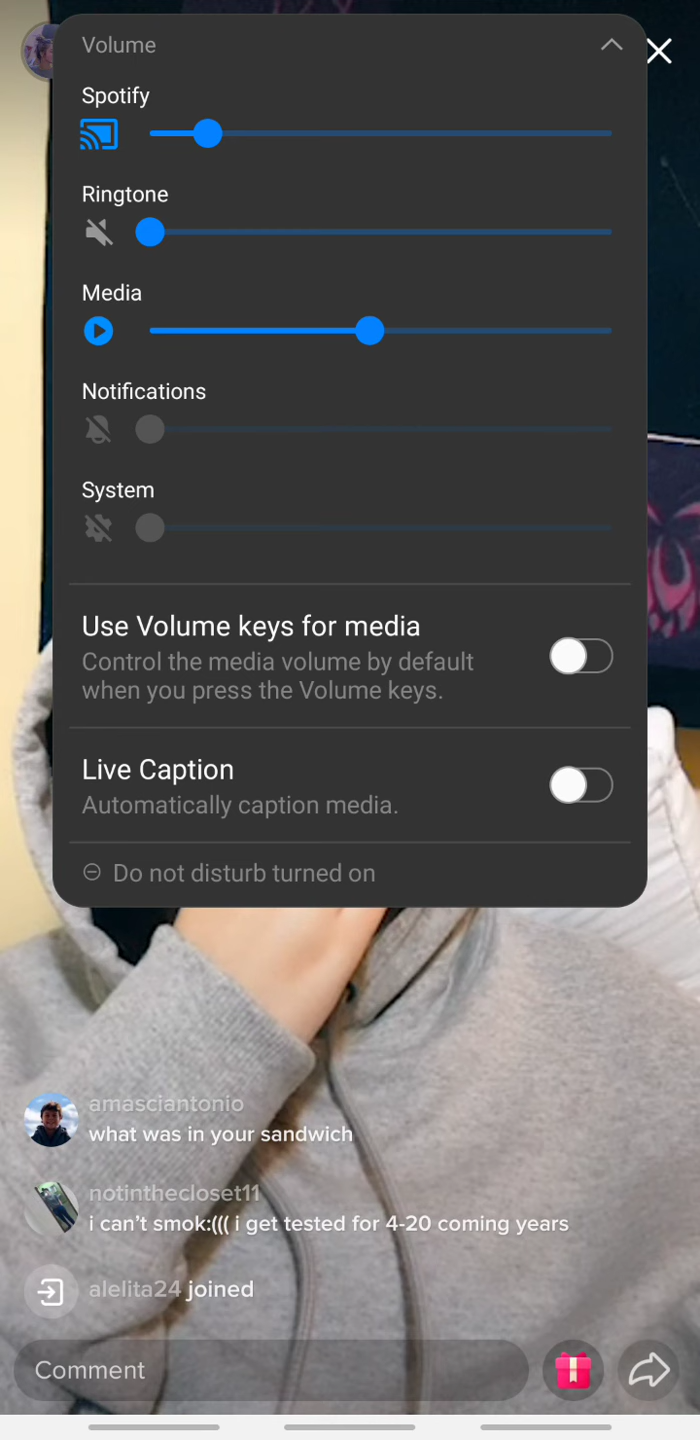 Volume
Spotify
Ringtone
Media
Notifications
System
Use Volume keys for media
Control the media volume by default
when you press the Volume keys.
Live Caption
Automatically caption media.
Do not disturb turned on
amasciantonio
what was in your sandwich
notinthecloset11
i can’t smok:((( i get tested for 4-20 coming years
alelita24 joined
Comment